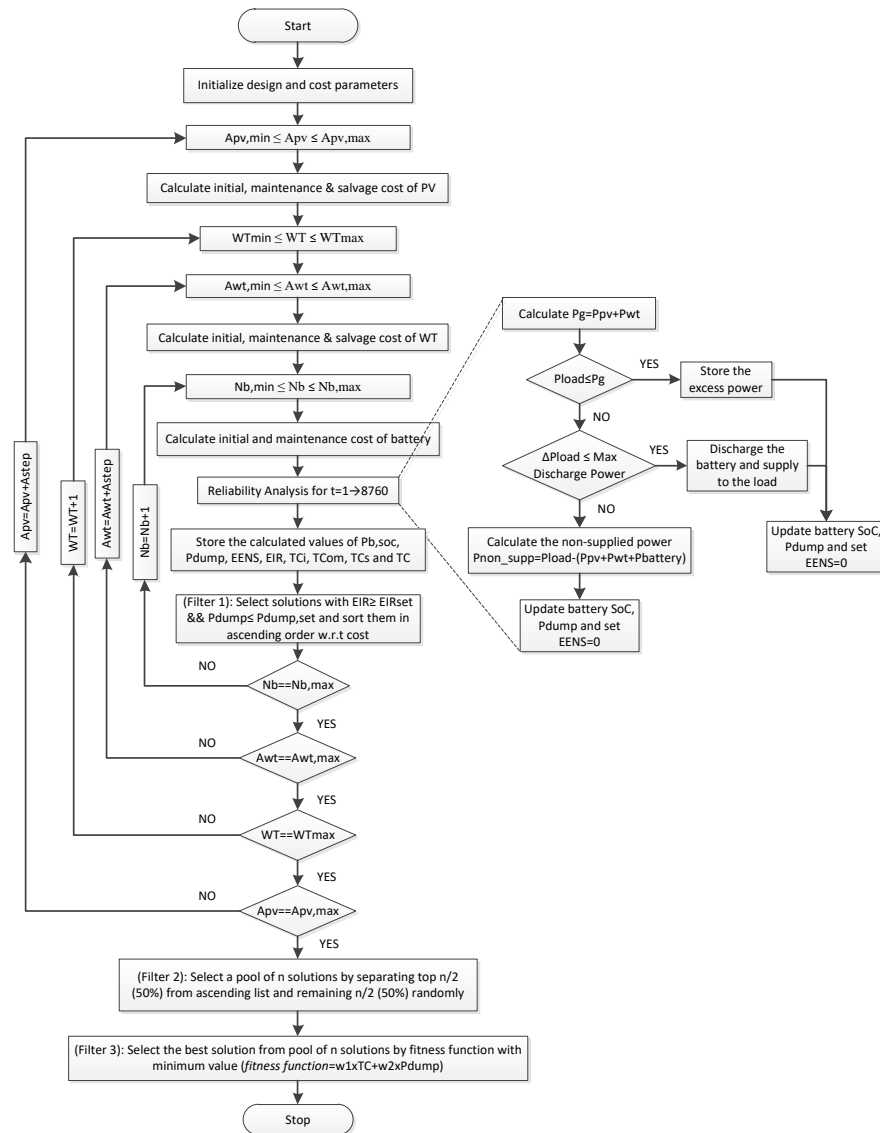 Start
Initialize design and cost parameters
Apv,min ≤ Apv ≤ Apv,max
Calculate initial, maintenance & salvage cost of PV
WTmin ≤ WT ≤ WTmax
Awt,min ≤ Awt ≤ Awt,max
Calculate initial, maintenance & salvage cost of WT
Nb,min ≤ Nb ≤ Nb,max
Calculate initial and maintenance cost of battery
Reliability Analysis for t=1→8760
Store the calculated values of Pb,soc,
Pdump, EENS, EIR, TCi, TCom, TCs and TC
(Filter 1): Select solutions with EIR≥ EIRset
&& Pdump≤ Pdump,set and sort them in
ascending order w.r.t cost
NO
Nb==Nb,max
YES
NO
Awt==Awt,max
YES
NO
WT==WTmax
YES
NO
Apv==Apv,max
YES
Apv=Apv+Astep
WT=WT+1
Awt=Awt+Astep
Nb=Nb+1
(Filter 2): Select a pool of n solutions by separating top n/2
(50%) from ascending list and remaining n/2 (50%) randomly
(Filter 3): Select the best solution from pool of n solutions by fitness function with
minimum value (fitness function=w1xTC+w2xPdump)
Stop
Calculate Pg=Ppv+Pwt
Pload≤Pg
YES
Store the
excess power
NO
ΔPload ≤ Max
Discharge Power
YES
Discharge the
battery and supply
to the load
NO
Calculate the non-supplied power
Pnon_supp=Pload-(Ppv+Pwt+Pbattery)
Update battery SoC,
Pdump and set
EENS=0
Update battery SoC,
Pdump and set
EENS=0